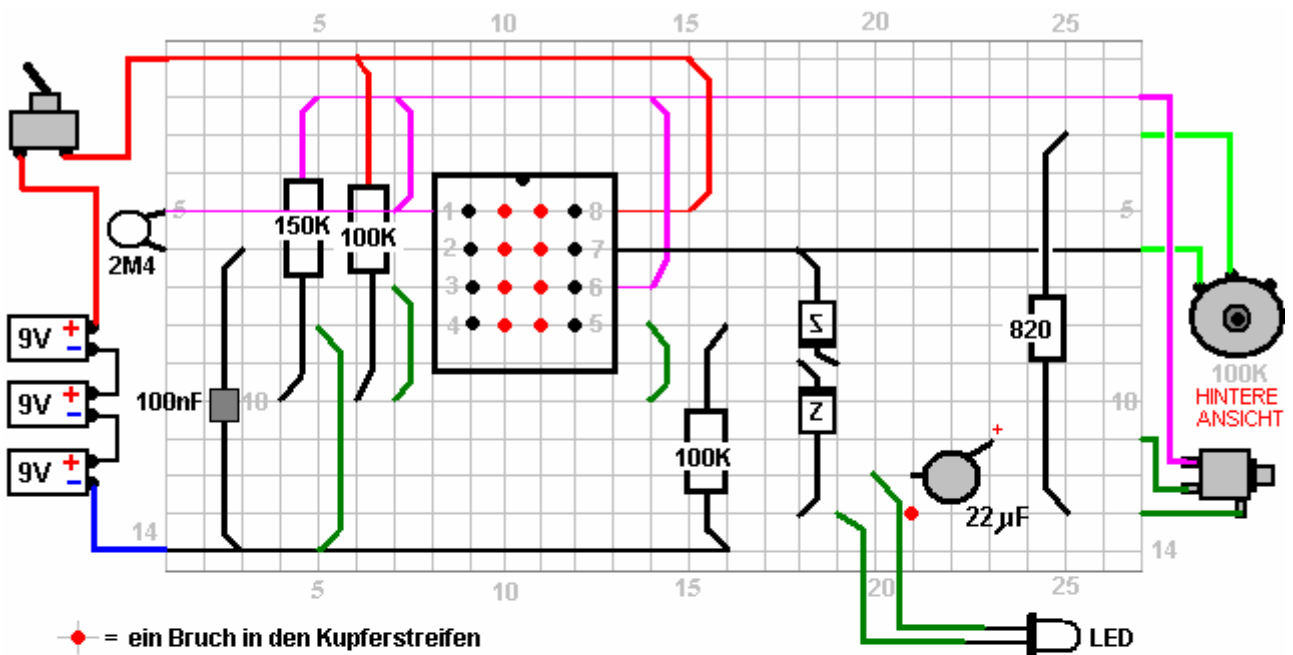 5 10 15 20 25
5
150K
100K
1 8
2 7
3 6
4 5
2M4
5
9V + -
9V + -
9V + -
100nF
10
Z
Z
820
100K
HINTERE
ANSICHT
10
100K
+
22µF
14
14
5 10 15 20 25
= ein Bruch in den Kupferstreifen
LED